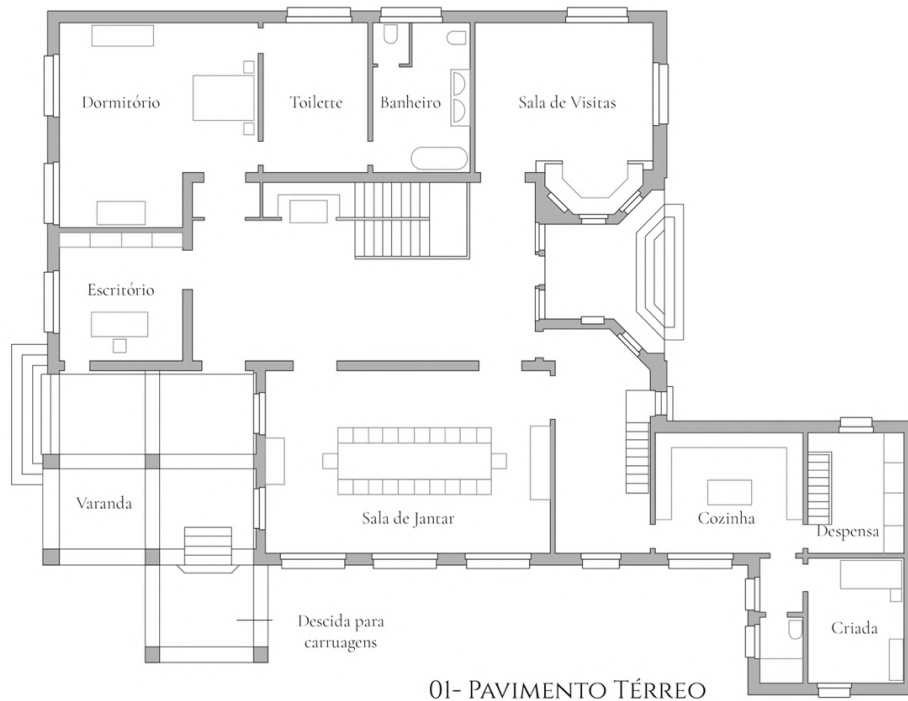 Dormitório
Toilette
Banheiro
Sala de Visitas
Escritório
Varanda
Sala de Jantar
Cozinha
Despensa
Descida para
carruagens
Criada
01- PAVIMENTO TÉRREO